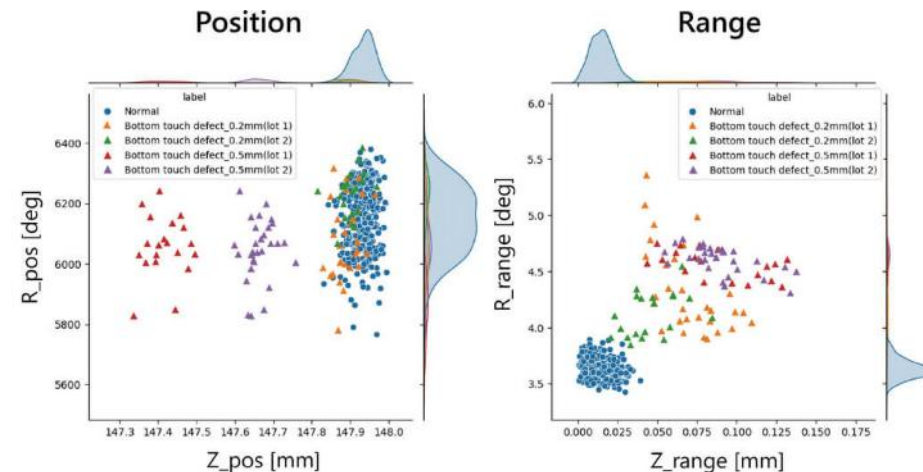 Position
Range
label
Normal
Bottom touch defect_0.2mm(lot 1)
Bottom touch defect_0.2mm(lot 2)
Bottom touch defect_0.5mm(lot 1)
Bottom touch defect_0.5mm(lot 2)
R_pos [deg]
6400
6200
6000
5800
5600
147.3 147.4 147.5 147.6 147.7 147.8 147.9 148.0
Z_pos [mm]
label
Normal
Bottom touch defect_0.2mm(lot 1)
Bottom touch defect_0.2mm(lot 2)
Bottom touch defect_0.5mm(lot 1)
Bottom touch defect_0.5mm(lot 2)
R_range [deg]
6.0
5.5
5.0
4.5
4.0
3.5
0.000 0.025 0.050 0.075 0.100 0.125 0.150 0.175
Z_range [mm]